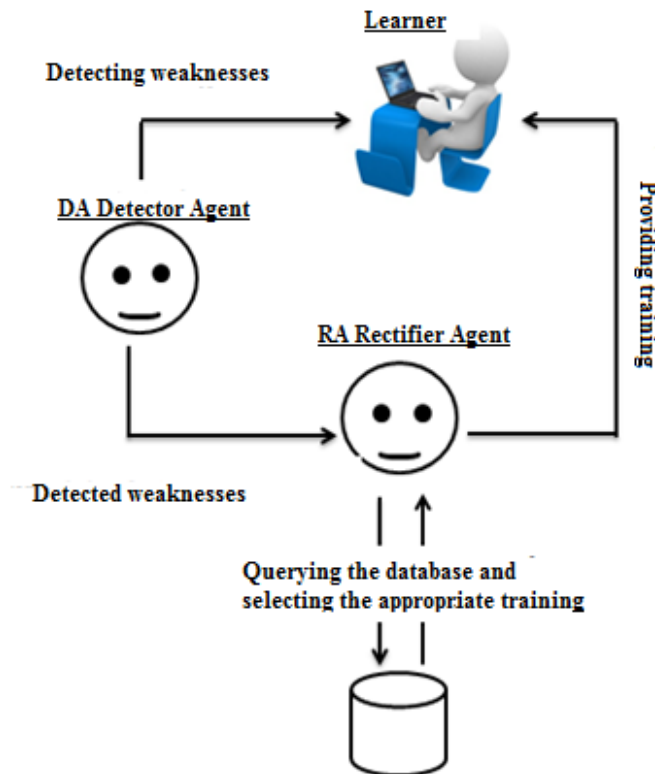 Learner
Detecting weaknesses
DA Detector Agent
Providing training
RA Rectifier Agent
Detected weaknesses
Querying the database and
selecting the appropriate training